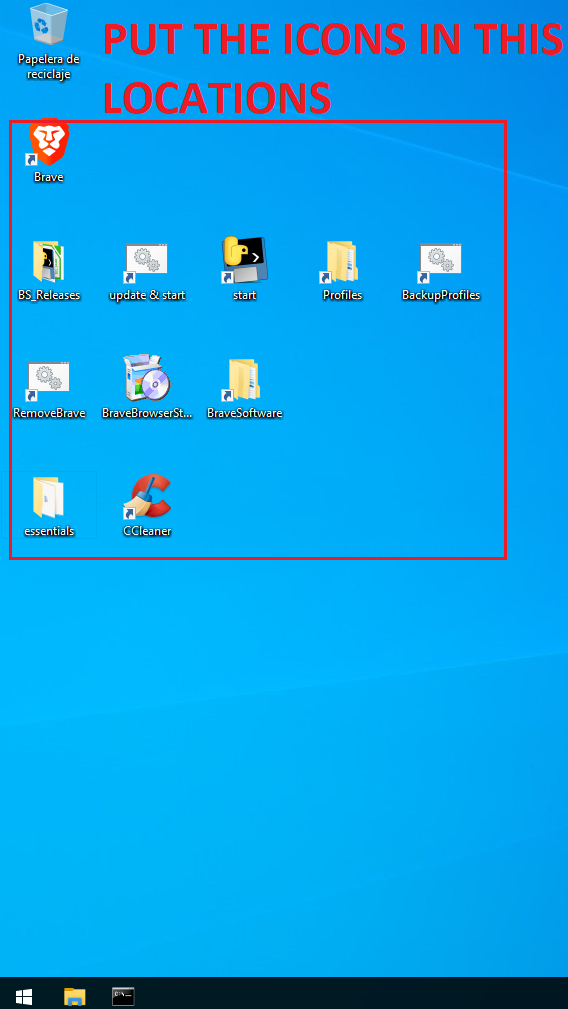 PUT THE ICONS IN THIS
LOCATIONS
Papelera de
reciclaje
Brave
BS_Releases
update & start
start
Profiles
BackupProfiles
RemoveBrave
BraveBrowserSt...
BraveSoftware
essentials
CCleaner
C:\